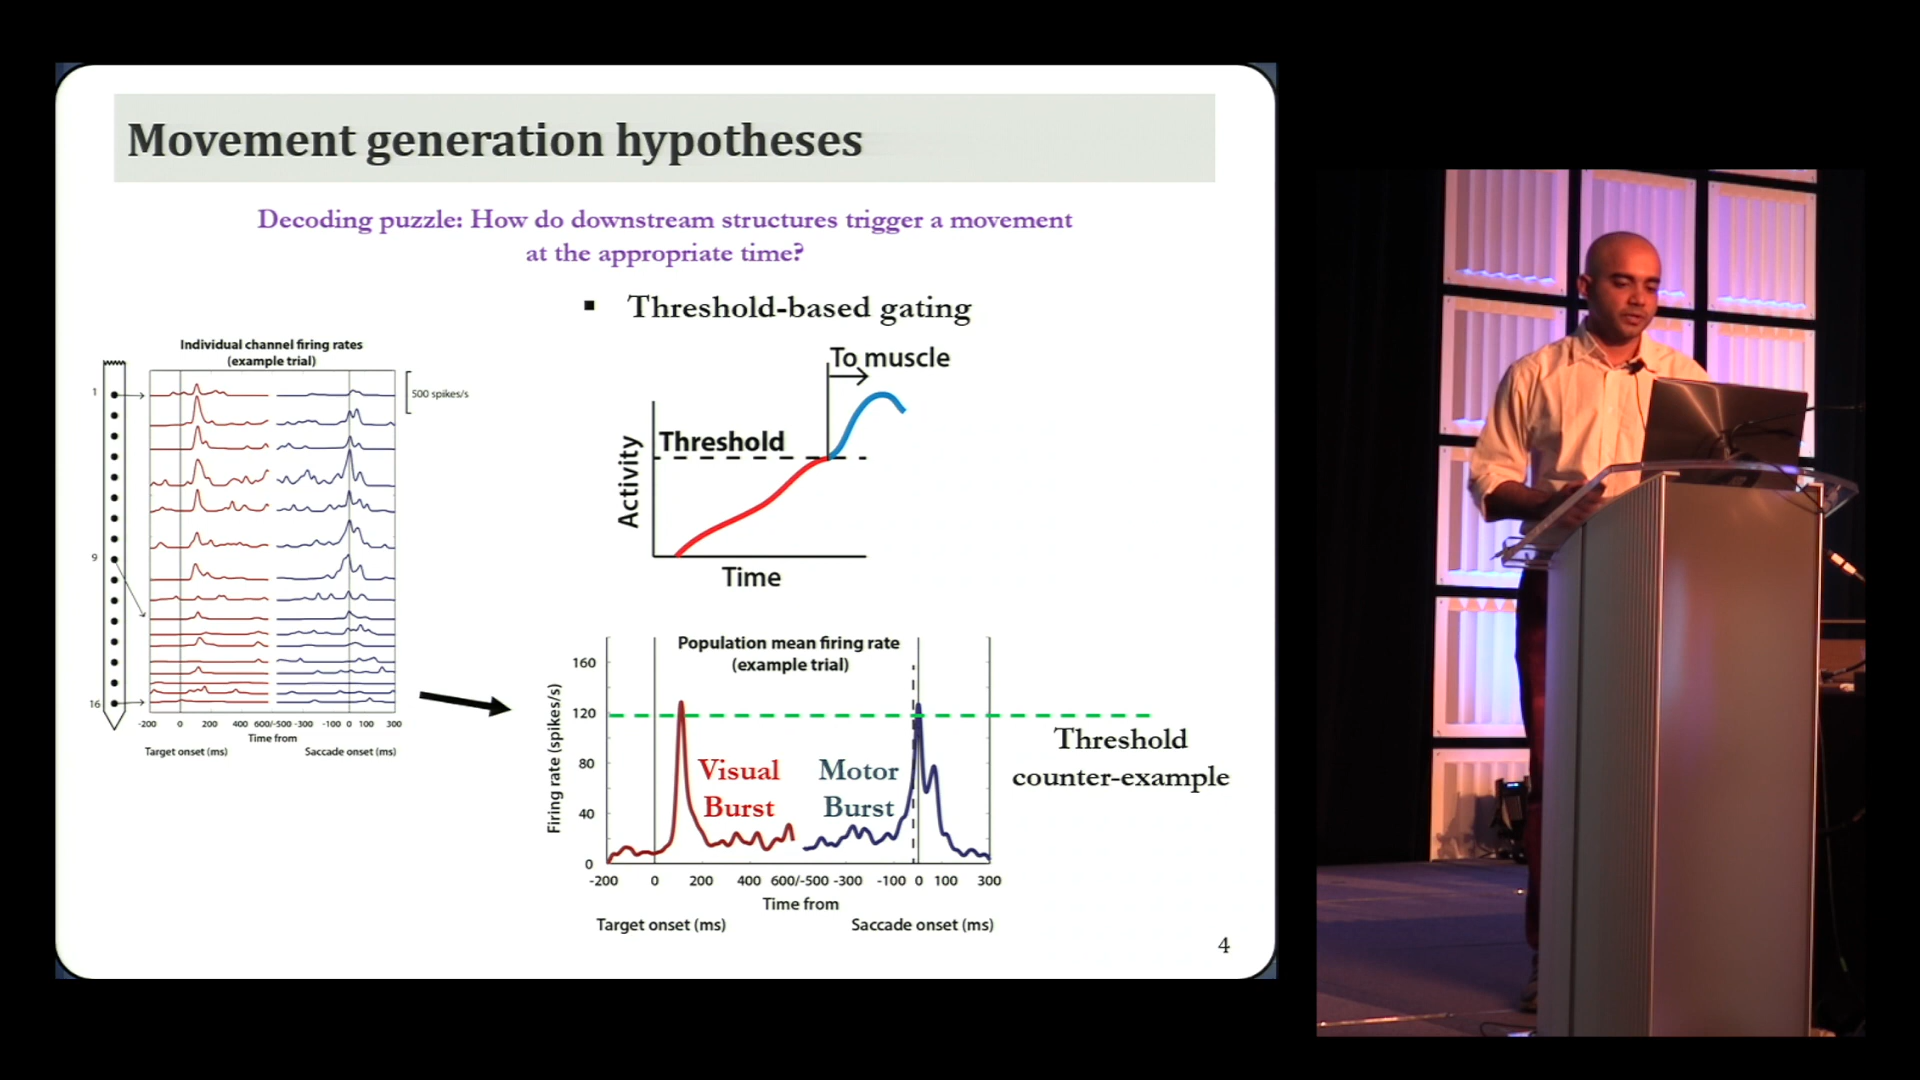 Movement generation hypotheses
Decoding puzzle: How do downstream structures trigger a movement
at the appropriate time?
▪ Threshold-based gating
Individual channel firing rates
(example trial)
500 spikes/s
1
9
16
-200 0 200 400 600/-500 -300 -100 0 100 300
Time from
Target onset (ms) Saccade onset (ms)
To muscle
Threshold
Activity
Time
Population mean firing rate
(example trial)
Firing rate (spikes/s)
160
120
80
40
0
Visual
Burst
Motor
Burst
Threshold
counter-example
-200 0 200 400 600/-500 -300 -100 0 100 300
Time from
Target onset (ms) Saccade onset (ms)
4